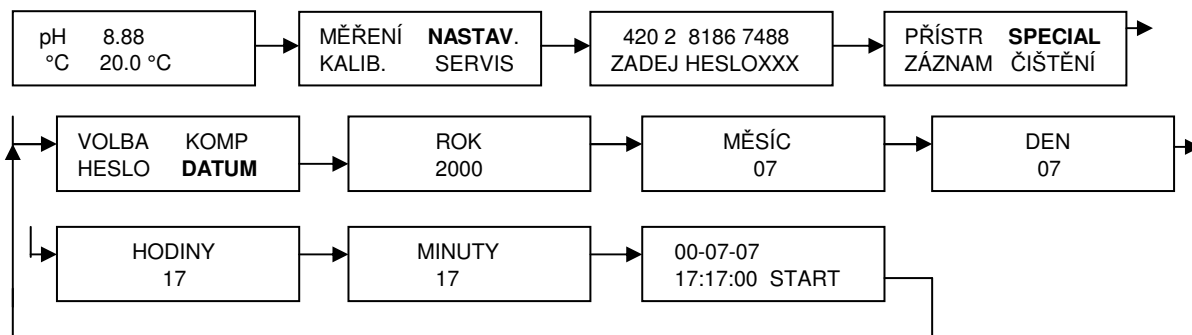 pH 8.88
°C 20.0 °C
MĚŘENÍ NASTAV.
KALIB. SERVIS
420 2 8186 7488
ZADEJ HESLOXXX
PŘÍSTR SPECIAL
ZÁZNAM ČIŠTĚNÍ
VOLBA KOMP
HESLO DATUM
ROK
2000
MĚSÍC
07
DEN
07
HODINY
17
MINUTY
17
00-07-07
17:17:00 START